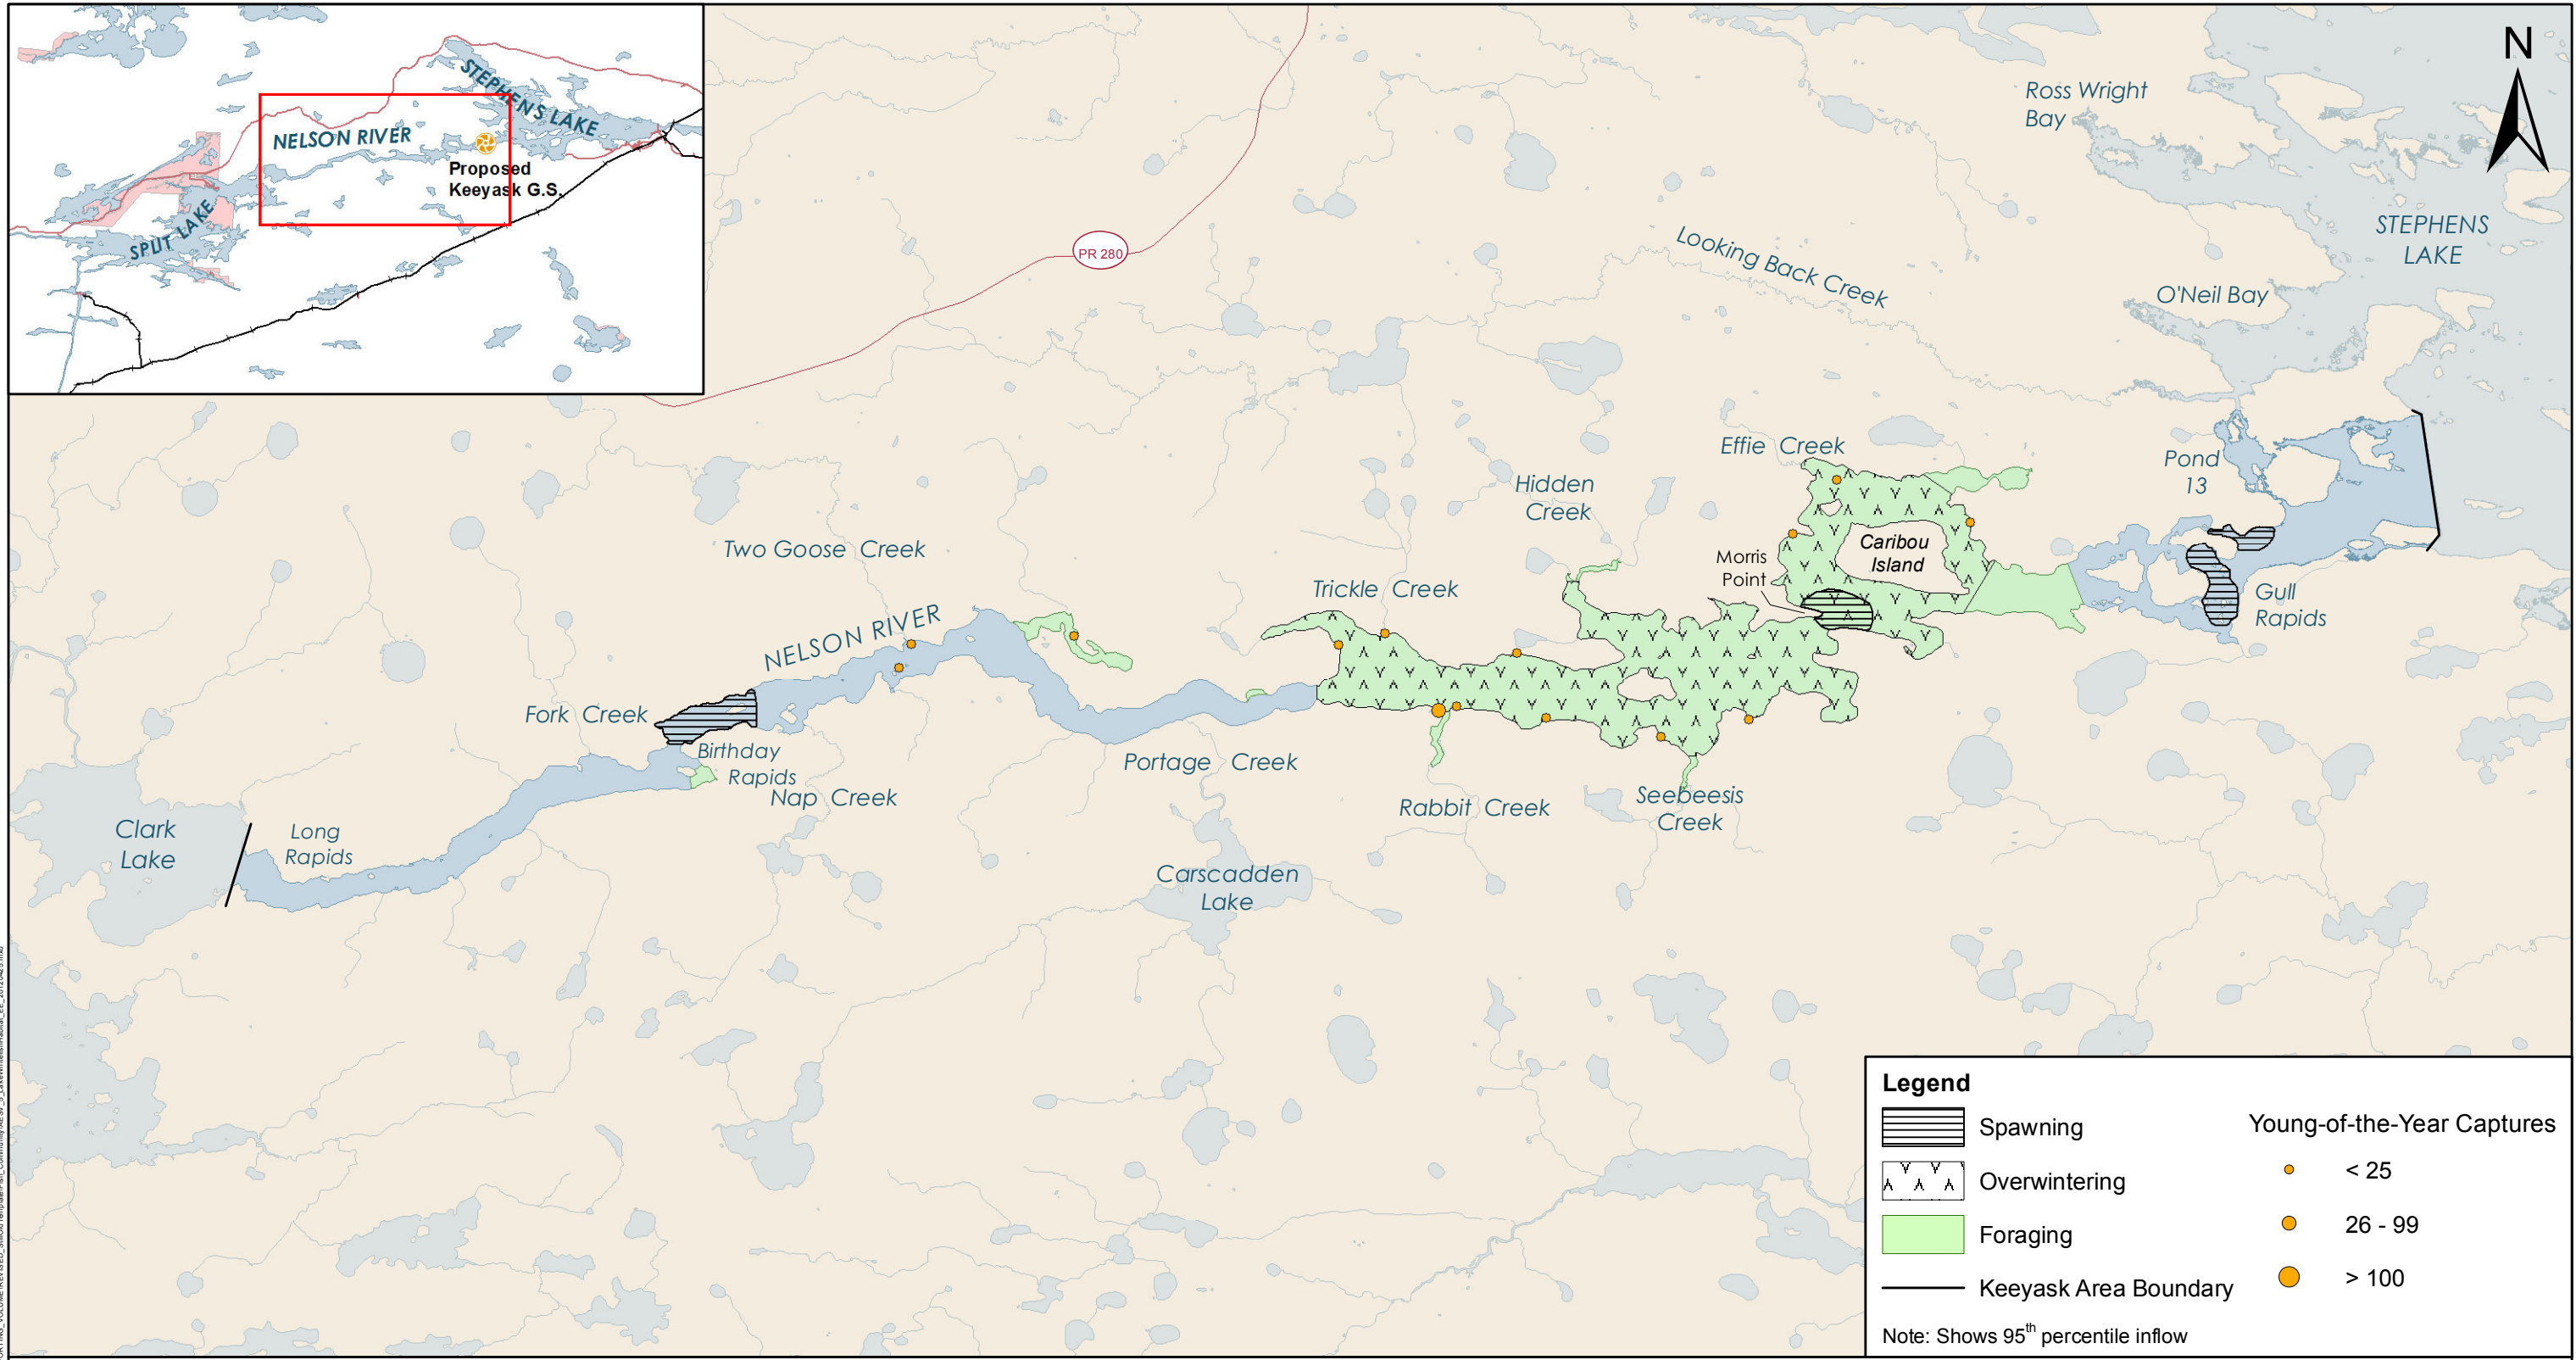 STEPHENS LAKE
NELSON RIVER
Proposed
Keeyask G.S.
SPLIT LAKE
N
Ross Wright
Bay
STEPHENS
LAKE
PR 280
Looking Back Creek
O'Neil Bay
Effie Creek
Pond
13
Hidden
Creek
Caribou
Island
Morris
Point
Two Goose Creek
Trickle Creek
Gull
Rapids
NELSON RIVER
Fork Creek
Birthday
Rapids
Nap Creek
Portage Creek
Rabbit Creek
Seebeesis
Creek
Clark
Lake
Long
Rapids
Carscadden
Lake
Legend
Spawning
Overwintering
Foraging
Keeyask Area Boundary
Young-of-the-Year Captures
< 25
26 - 99
> 100
Note: Shows 95th percentile inflow